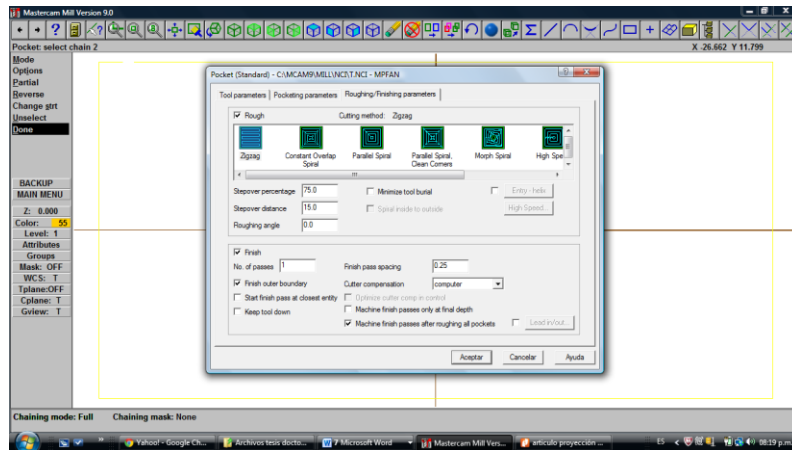 Mastercam Mill Version 9.0
Pocket: select chain 2
X -26.662 Y 11.799
Mode
Options
Partial
Reverse
Change strt
Unselect
Done
BACKUP
MAIN MENU
Z: 0.000
Color: 55
Level: 1
Attributes
Groups
Mask: OFF
WCS: T
Tplane:OFF
Cplane: T
Gview: T
Pocket (Standard) - C:\MCAM9\MILL\NCI\T.NCI - MPFAN
Tool parameters
Pocketing parameters
Roughing/Finishing parameters
Rough
Cutting method: Zigzag
Zigzag
Constant Overlap Spiral
Parallel Spiral
Parallel Spiral, Clean Corners
Morph Spiral
High Spe
Stepover percentage 75.0
Minimize tool burial
Entry - helix
Stepover distance 15.0
Spiral inside to outside
High Speed...
Roughing angle 0.0
Finish
No. of passes 1
Finish pass spacing 0.25
Finish outer boundary
Cutter compensation computer
Start finish pass at closest entity
Optimize cutter comp in control
Keep tool down
Machine finish passes only at final depth
Machine finish passes after roughing all pockets
Lead in/out...
Aceptar
Cancelar
Ayuda
Chaining mode: Full Chaining mask: None
Yahoo! - Google Ch...
Archivos tesis docto...
7 Microsoft Word
Mastercam Mill Vers...
articulo proyección ...
ES
08:19 p.m.